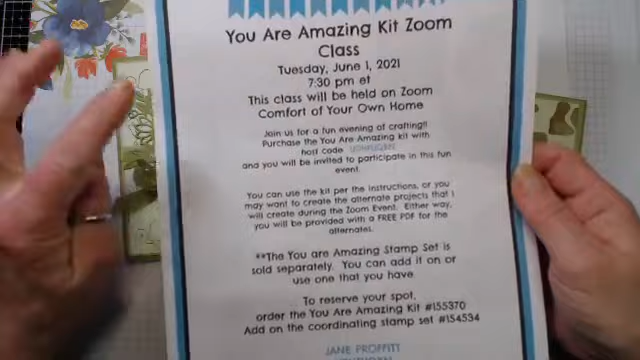 You Are Amazing Kit Zoom
Class
Tuesday, June 1, 2021
7:30 pm et
This class will be held on Zoom
Comfort of Your Own Home
Join us for a fun evening of crafting!!
Purchase the You Are Amazing kit with
host code
and you will be invited to participate in this fun
event.
You can use the kit per the instructions, or you
may want to create the alternate projects that I
will create during the Zoom Event. Either way,
you will be provided with a FREE PDF for the
alternates.
**The You are Amazing Stamp Set is
sold separately. You can add it on or
use one that you have.
To reserve your spot,
order the You Are Amazing Kit #155370
Add on the coordinating stamp set #154534
JANE PROFFITT